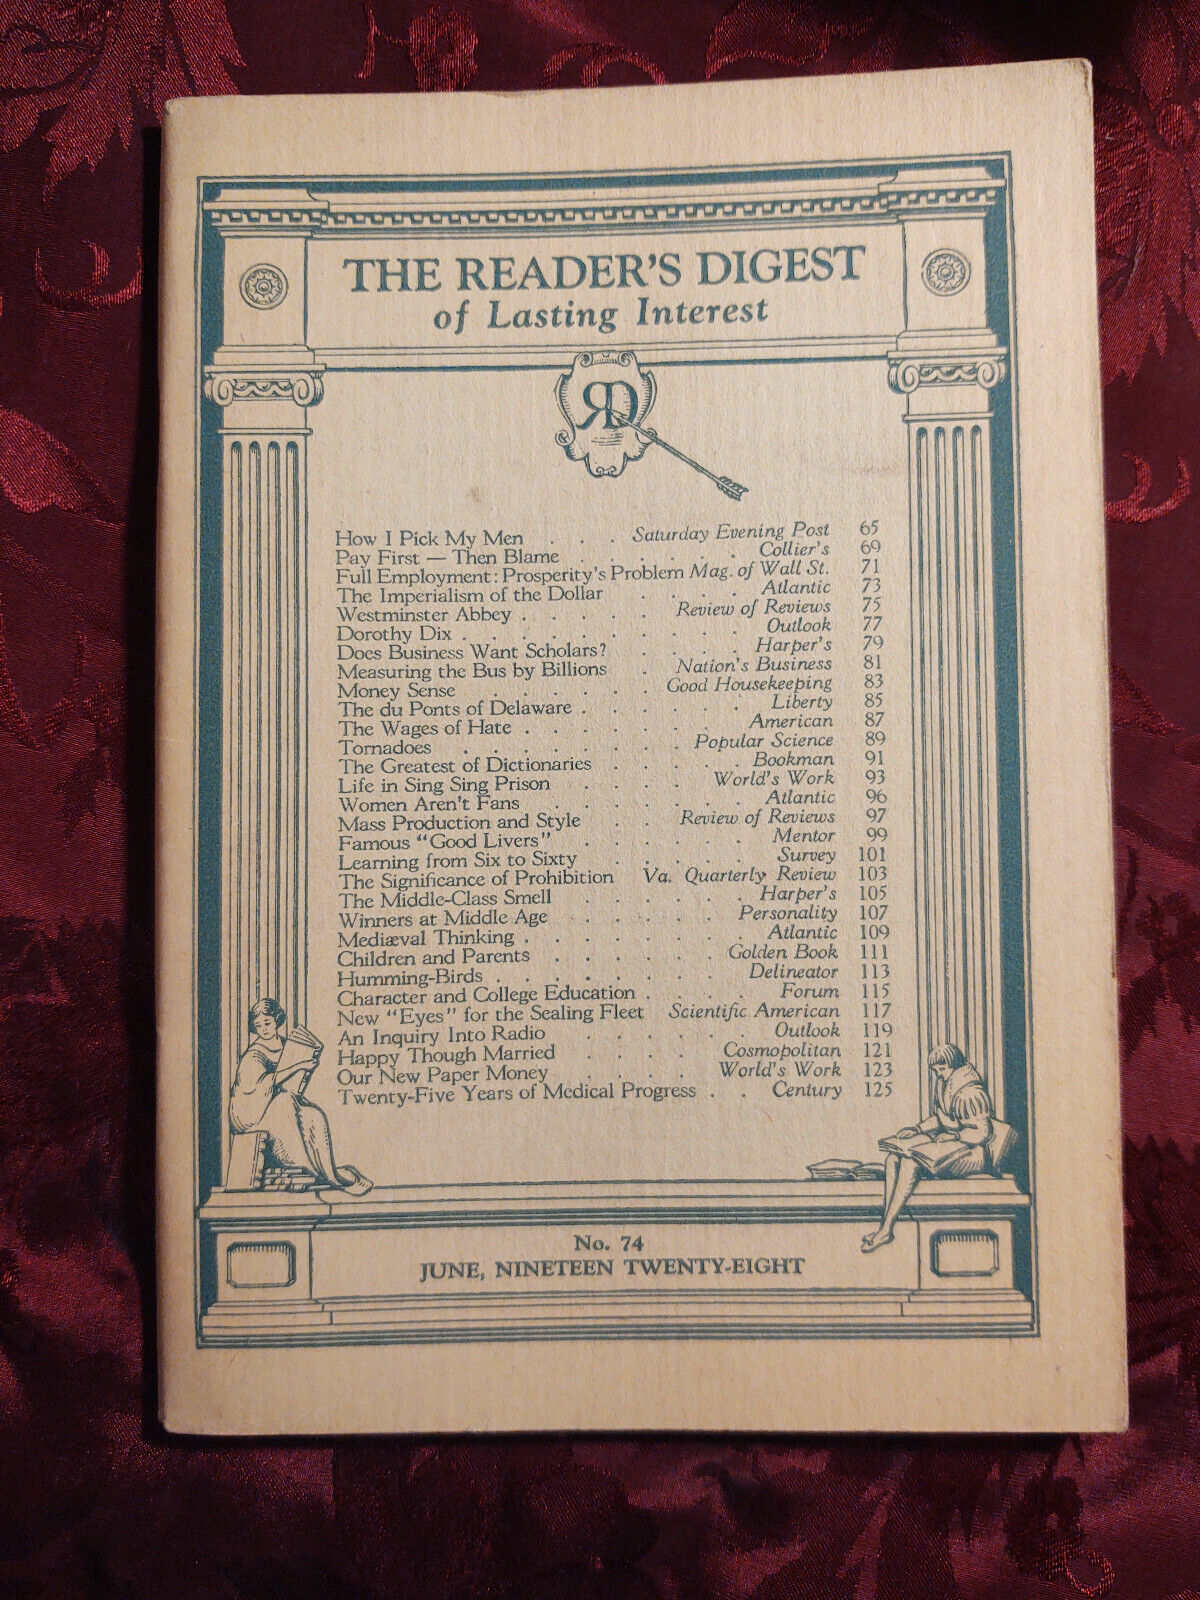 THE READER'S DIGEST
of Lasting Interest
RD
How I Pick My Men . . . Saturday Evening Post 65
Pay First — Then Blame . . . . . Collier's 69
Full Employment: Prosperity's Problem Mag. of Wall St. 71
The Imperialism of the Dollar . . . . Atlantic 73
Westminster Abbey . . . . . Review of Reviews 75
Dorothy Dix . . . . . . . . . Outlook 77
Does Business Want Scholars? . . . . Harper's 79
Measuring the Bus by Billions . Nation's Business 81
Money Sense . . . . . . Good Housekeeping 83
The du Ponts of Delaware . . . . . . Liberty 85
The Wages of Hate . . . . . . American 87
Tornadoes . . . . . . . Popular Science 89
The Greatest of Dictionaries . . . . . Bookman 91
Life in Sing Sing Prison . . . . World's Work 93
Women Aren't Fans . . . . . . Atlantic 96
Mass Production and Style . . Review of Reviews 97
Famous "Good Livers" . . . . . . Mentor 99
Learning from Six to Sixty . . . . . Survey 101
The Significance of Prohibition Va. Quarterly Review 103
The Middle-Class Smell . . . . . . Harper's 105
Winners at Middle Age . . . . . Personality 107
Mediæval Thinking . . . . . . . Atlantic 109
Children and Parents . . . . . . Golden Book 111
Humming-Birds . . . . . . . Delineator 113
Character and College Education . . . . Forum 115
New "Eyes" for the Sealing Fleet Scientific American 117
An Inquiry Into Radio . . . . . Outlook 119
Happy Though Married . . . . Cosmopolitan 121
Our New Paper Money . . . . World's Work 123
Twenty-Five Years of Medical Progress . . Century 125
No. 74
JUNE, NINETEEN TWENTY-EIGHT